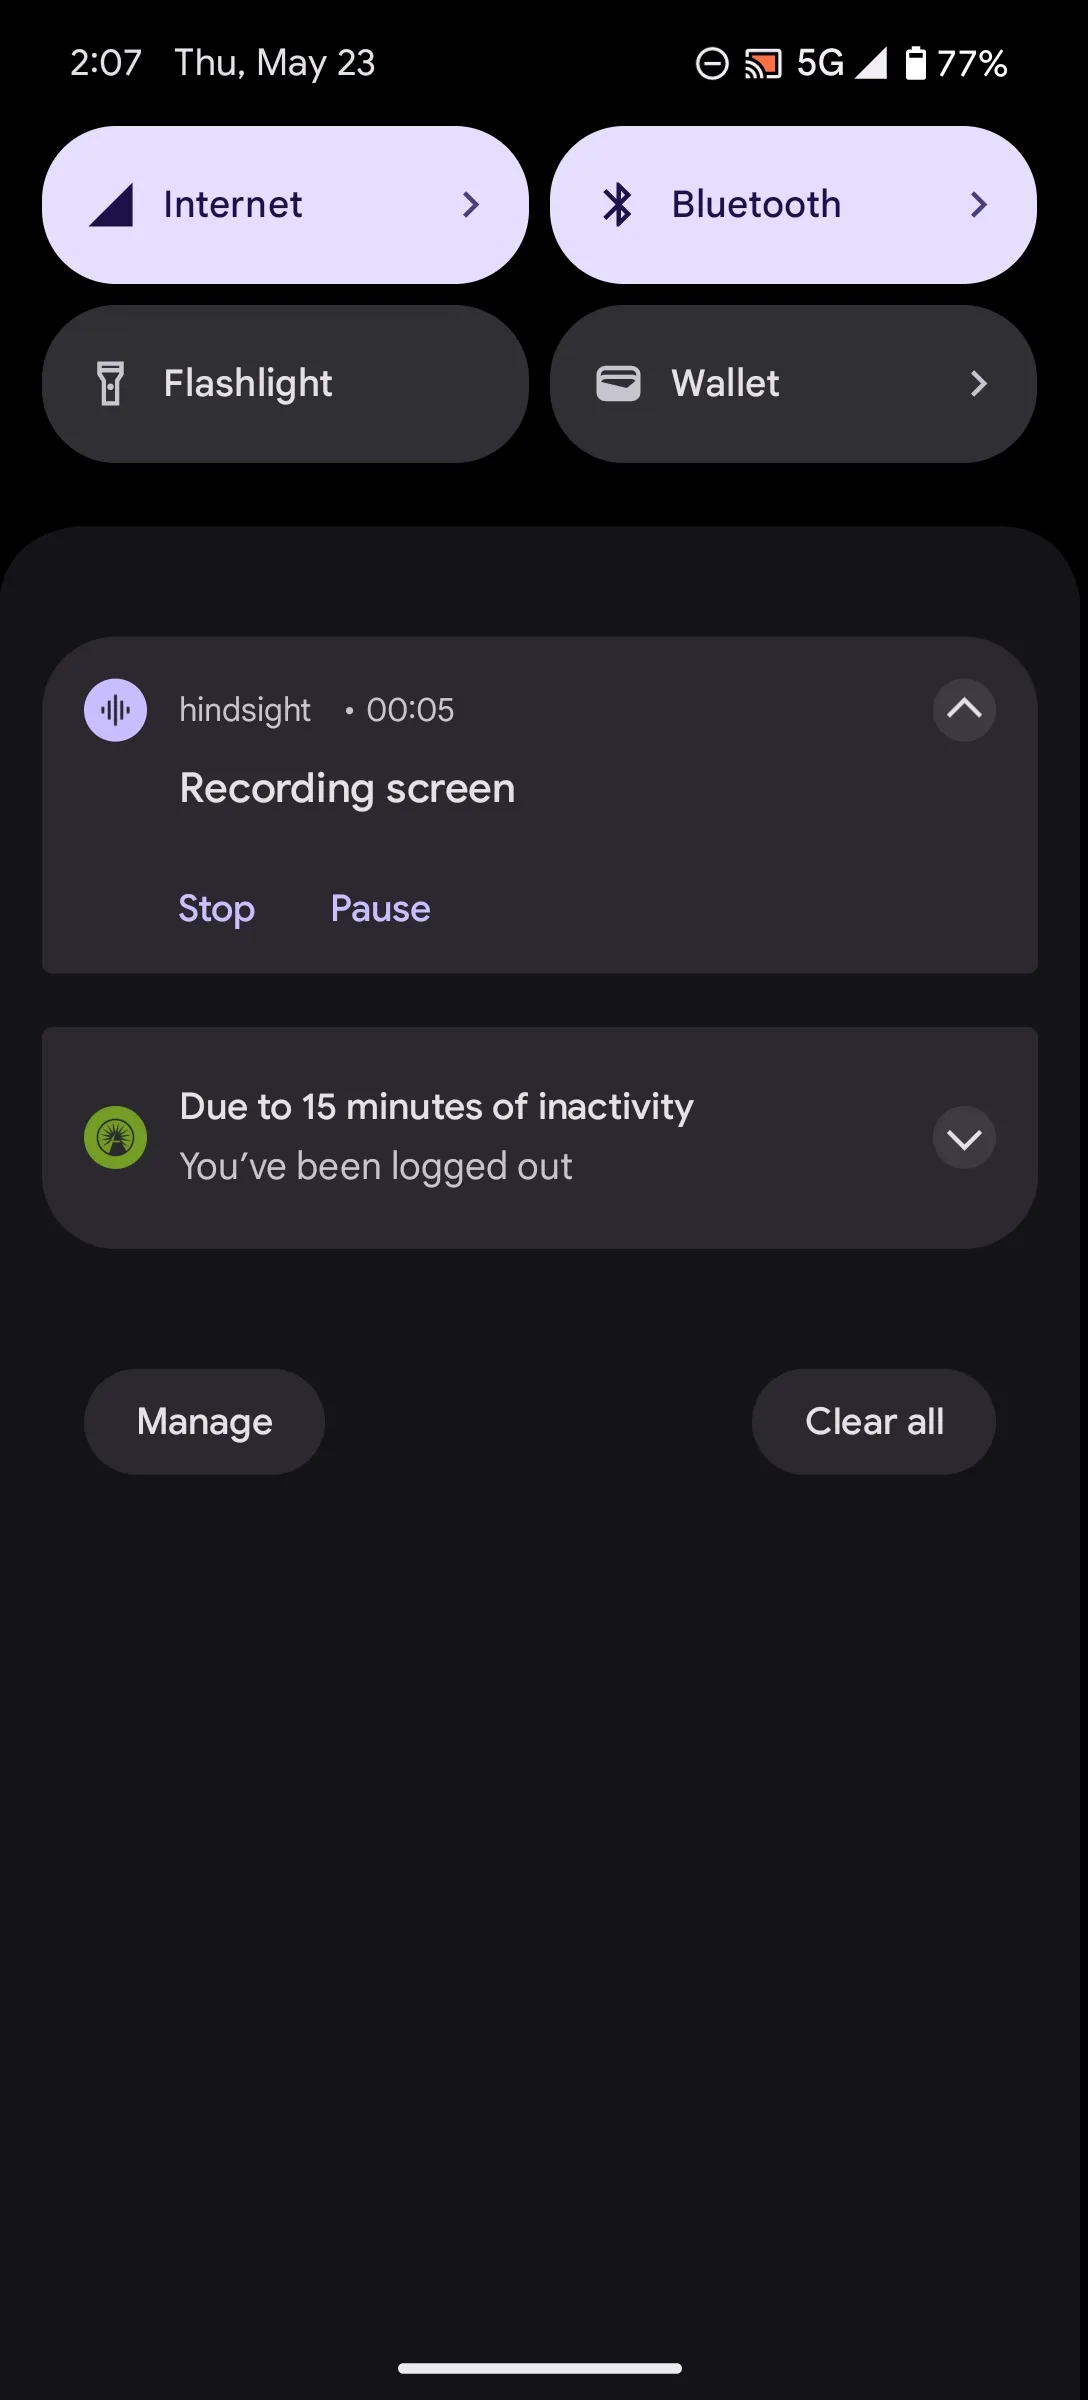 2:07 Thu, May 23 5G 77%
Internet Bluetooth
Flashlight Wallet
hindsight • 00:05
Recording screen
Stop Pause
Due to 15 minutes of inactivity
You’ve been logged out
Manage Clear all